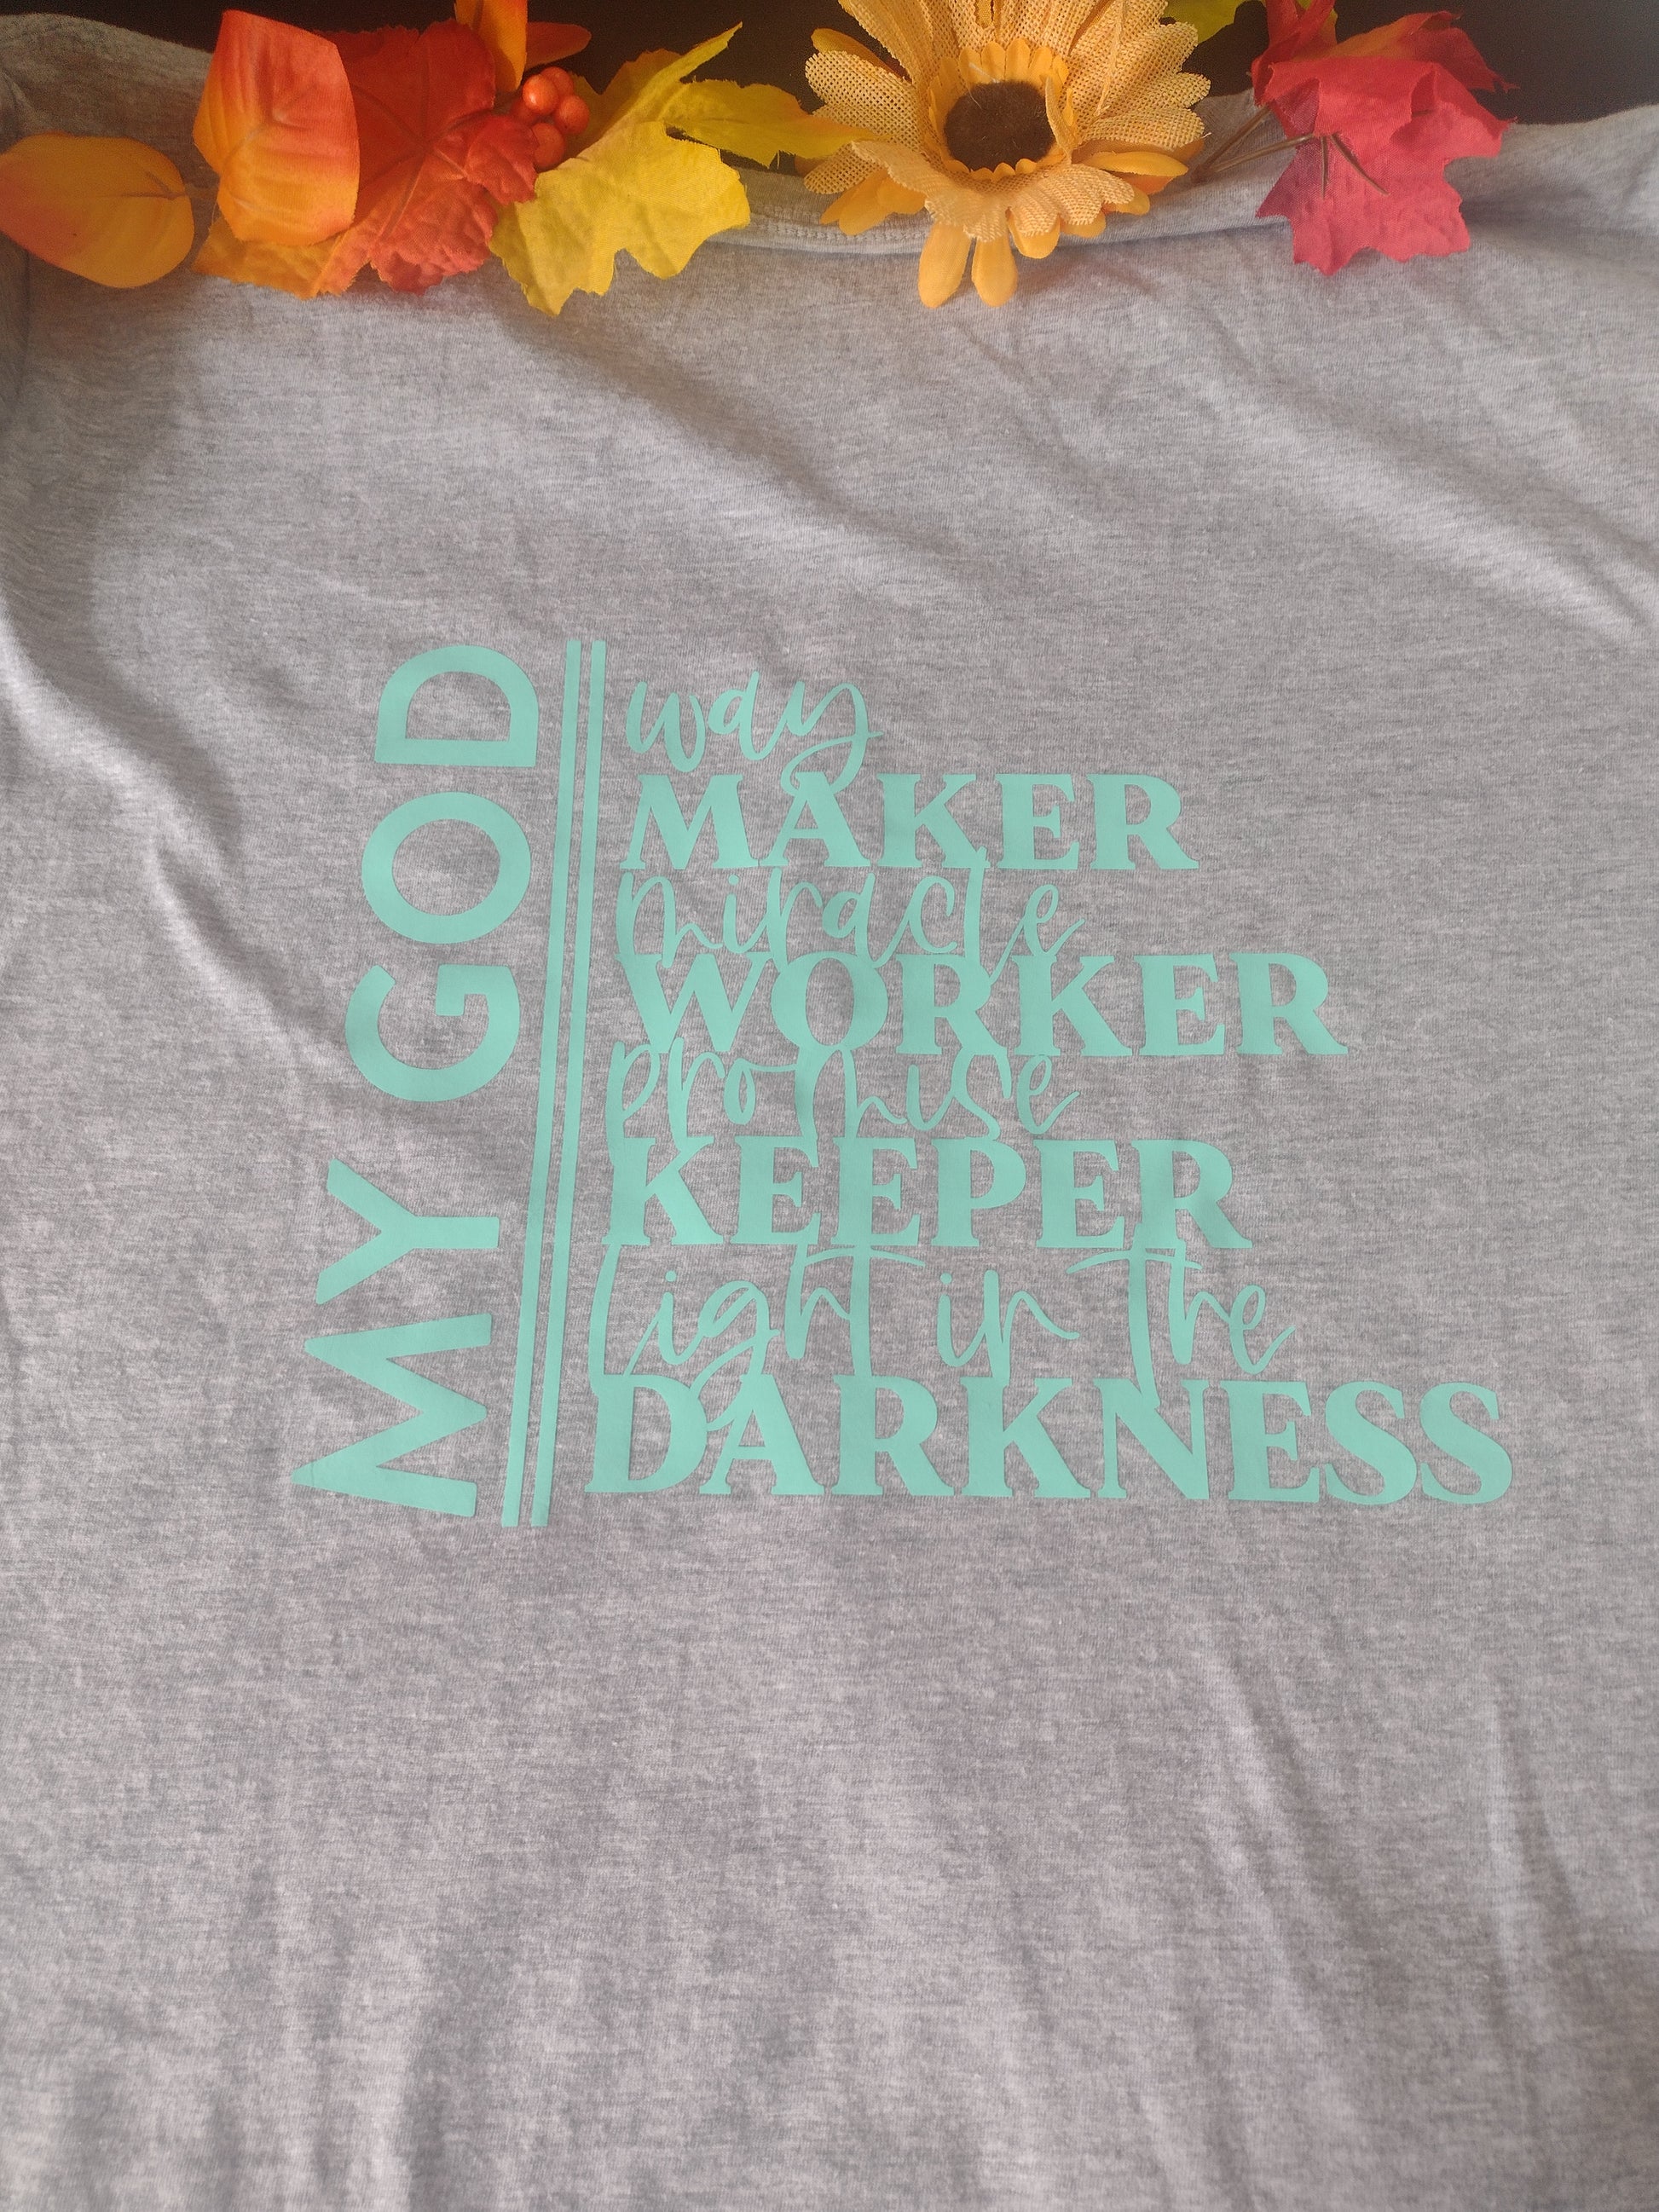 MY GOD
way
MAKER
miracle
WORKER
promise
KEEPER
light in the
DARKNESS